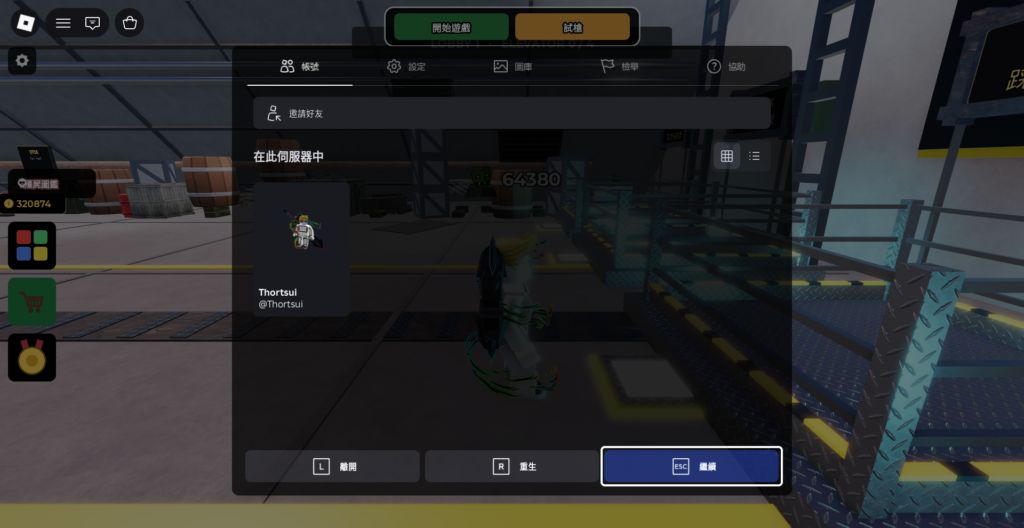 開始遊戲
試槍
帳號
設定
圖庫
檢舉
協助
邀請好友
在此伺服器中
64380
320874
Thortsui
@Thortsui
L 離開
R 重生
ESC 繼續